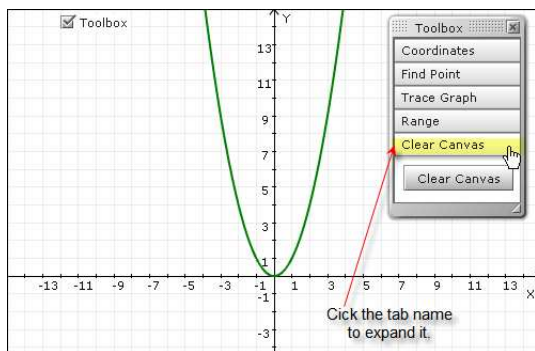 Toolbox
Y
Toolbox
Coordinates
Find Point
Trace Graph
Range
Clear Canvas
Clear Canvas
13
11
9
7
5
3
1
-13 -11 -9 -7 -5 -3 -1 1 3 5 7 9 11 13
X
-1
-3
Cick the tab name
to expand it.